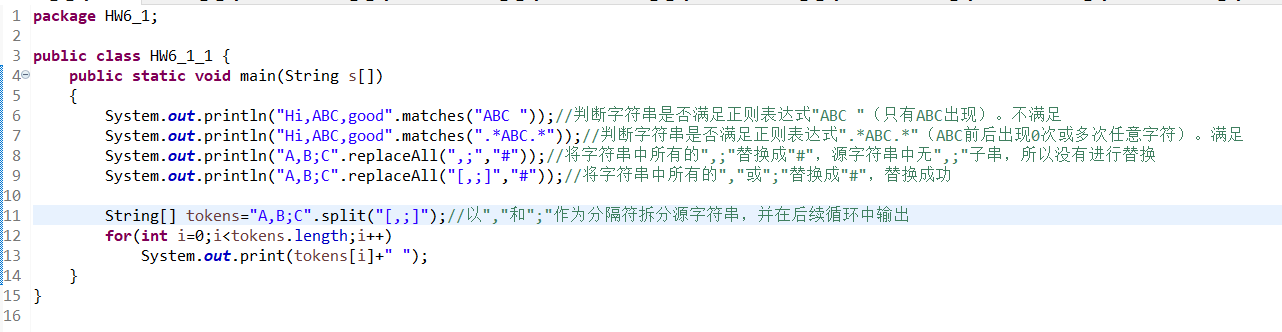 1 package HW6_1;
2
3 public class HW6_1_1 {
4     public static void main(String s[])
5     {
6         System.out.println("Hi,ABC,good".matches("ABC "));//判断字符串是否满足正则表达式"ABC "（只有ABC出现）。不满足
7         System.out.println("Hi,ABC,good".matches(".*ABC.*"));//判断字符串是否满足正则表达式".*ABC.*"（ABC前后出现0次或多次任意字符）。满足
8         System.out.println("A,B;C".replaceAll(",;","#"));//将字符串中所有的",;"替换成"#"，源字符串中无",;"子串，所以没有进行替换
9         System.out.println("A,B;C".replaceAll("[,;]","#"));//将字符串中所有的","或";"替换成"#"，替换成功
10
11         String[] tokens="A,B;C".split("[,;]");//以","和";"作为分隔符拆分源字符串，并在后续循环中输出
12         for(int i=0;i<tokens.length;i++)
13             System.out.print(tokens[i]+" ");
14     }
15 }
16